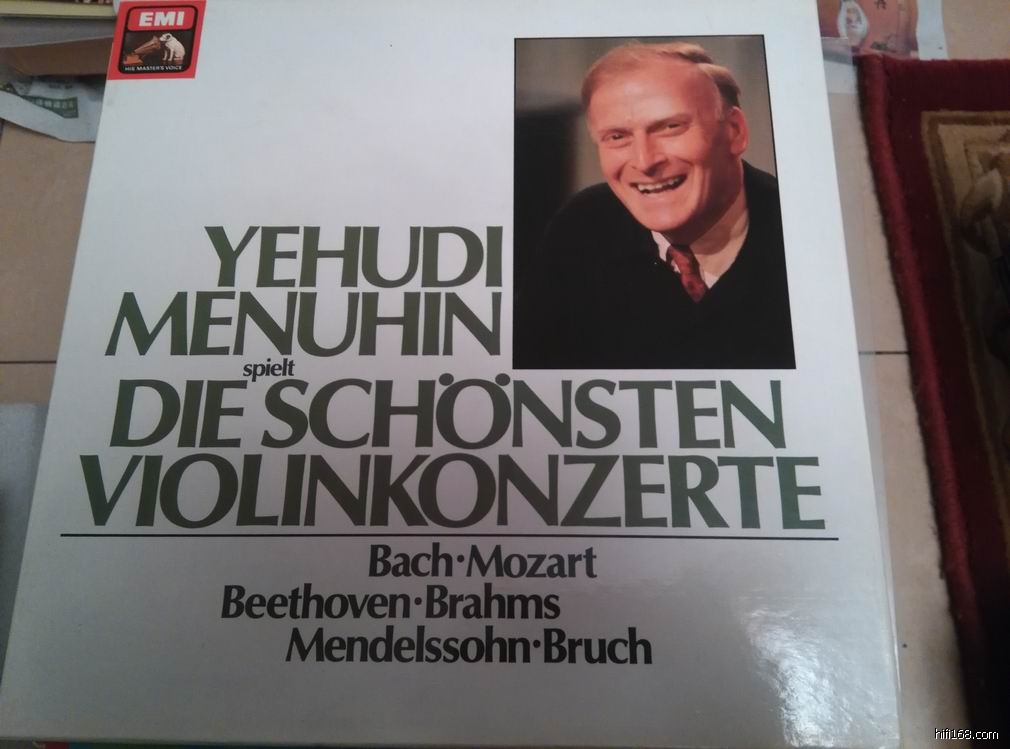 EMI
HIS MASTER'S VOICE
YEHUDI
MENUHIN
spielt
DIE SCHÖNSTEN
VIOLINKONZERTE
Bach·Mozart
Beethoven·Brahms
Mendelssohn·Bruch
hifi168.com